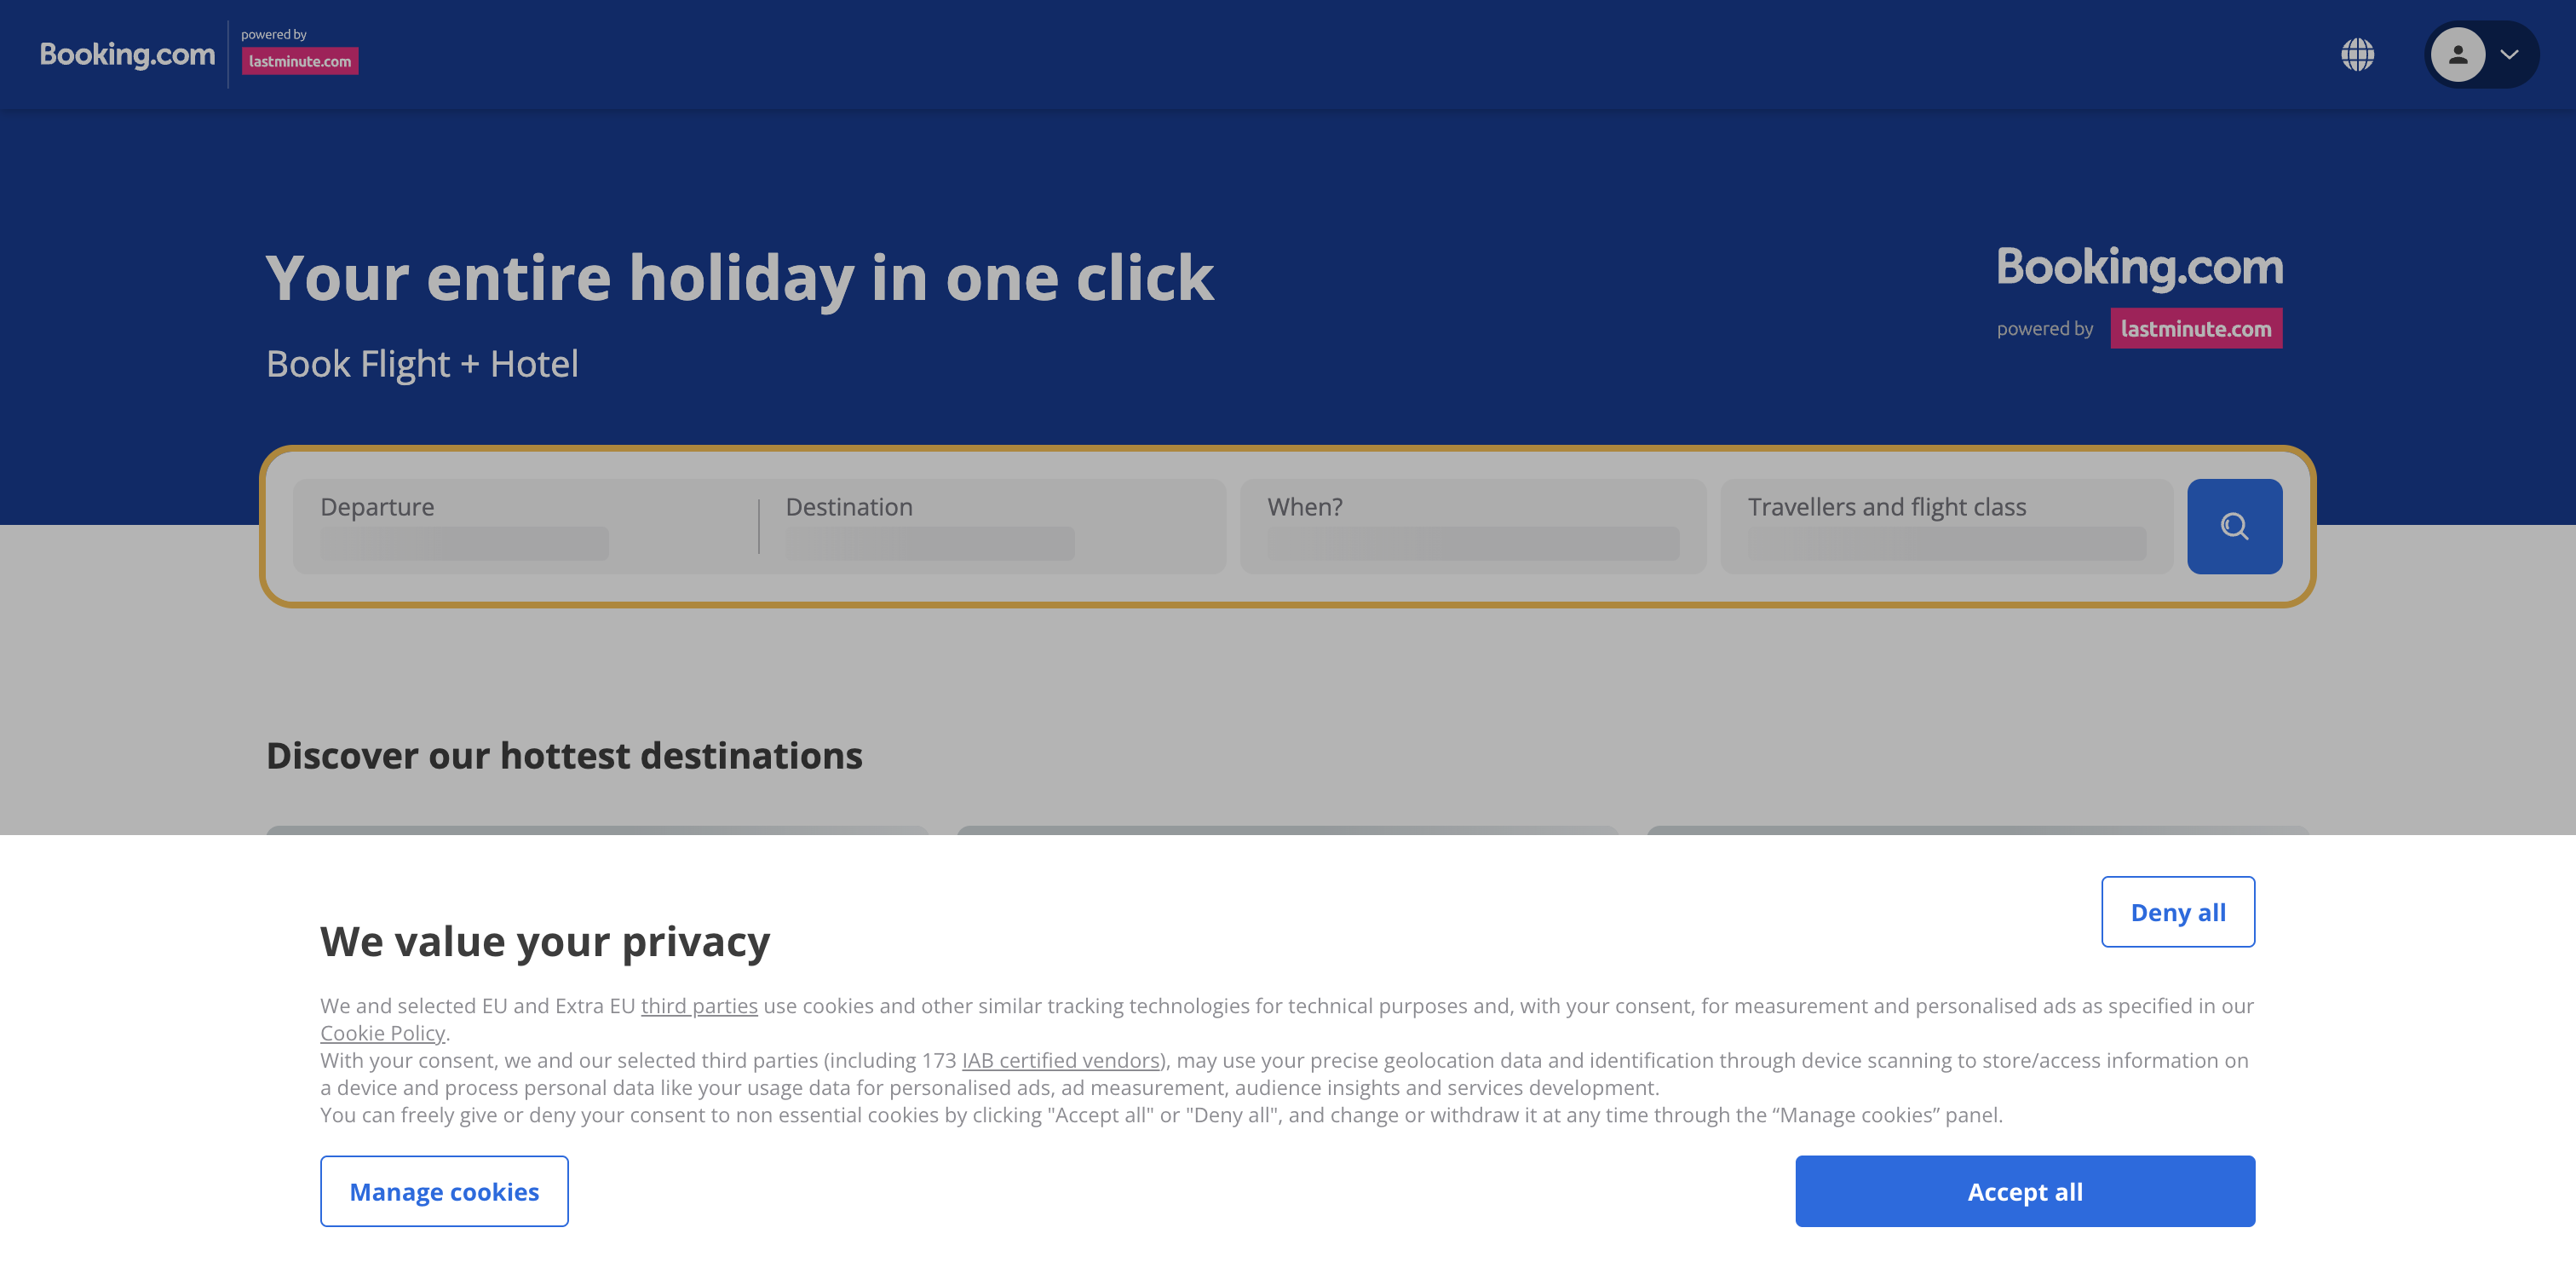 Booking.com
powered by
lastminute.com
Your entire holiday in one click
Book Flight + Hotel
Booking.com
powered by lastminute.com
Departure
Destination
When?
Travellers and flight class
Discover our hottest destinations
Deny all
We value your privacy
We and selected EU and Extra EU third parties use cookies and other similar tracking technologies for technical purposes and, with your consent, for measurement and personalised ads as specified in our
Cookie Policy.
With your consent, we and our selected third parties (including 173 IAB certified vendors), may use your precise geolocation data and identification through device scanning to store/access information on
a device and process personal data like your usage data for personalised ads, ad measurement, audience insights and services development.
You can freely give or deny your consent to non essential cookies by clicking "Accept all" or "Deny all", and change or withdraw it at any time through the “Manage cookies” panel.
Manage cookies
Accept all